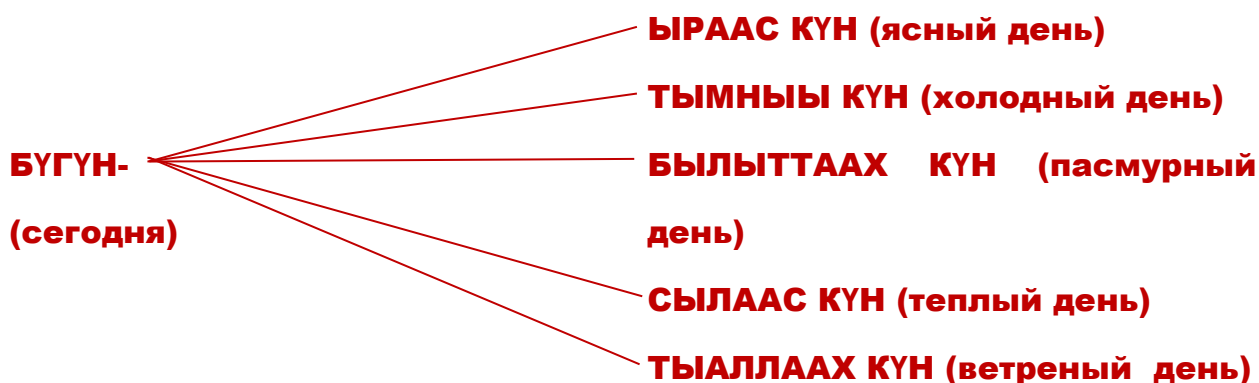 ЫРААС КҮН (ясный день)
ТЫМНЫЫ КҮН (холодный день)
БҮГҮН-
(сегодня)
БЫЛЫТТААХ КҮН (пасмурный
день)
СЫЛААС КҮН (теплый день)
ТЫАЛЛААХ КҮН (ветреный день)